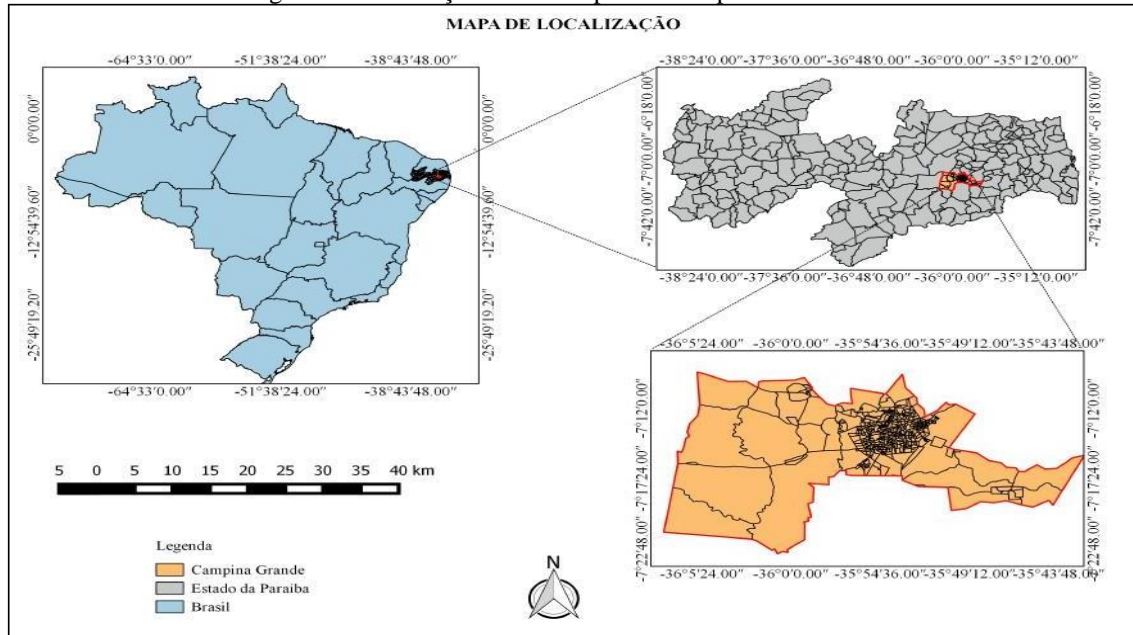 MAPA DE LOCALIZAÇÃO
-64°33′0.00″ -51°38′24.00″ -38°43′48.00″
0°0′0.00″ -12°54′39.60″ -25°49′19.20″
0°0′0.00″ -12°54′39.60″ -25°49′19.20″
-64°33′0.00″ -51°38′24.00″ -38°43′48.00″
-38°24′0.00″ -37°36′0.00″ -36°48′0.00″ -36°0′0.00″ -35°12′0.00″
-6°18′0.00″ -7°0′0.00″ -7°42′0.00″
-6°18′0.00″ -7°0′0.00″ -7°42′0.00″
-38°24′0.00″ -37°36′0.00″ -36°48′0.00″ -36°0′0.00″ -35°12′0.00″
-36°5′24.00″ -36°0′0.00″ -35°54′36.00″ -35°49′12.00″ -35°43′48.00″
-7°12′0.00″ -7°17′24.00″ -7°22′48.00″
-7°12′0.00″ -7°17′24.00″ -7°22′48.00″
-36°5′24.00″ -36°0′0.00″ -35°54′36.00″ -35°49′12.00″ -35°43′48.00″
5 0 5 10 15 20 25 30 35 40 km
Legenda
Campina Grande
Estado da Paraíba
Brasil
N